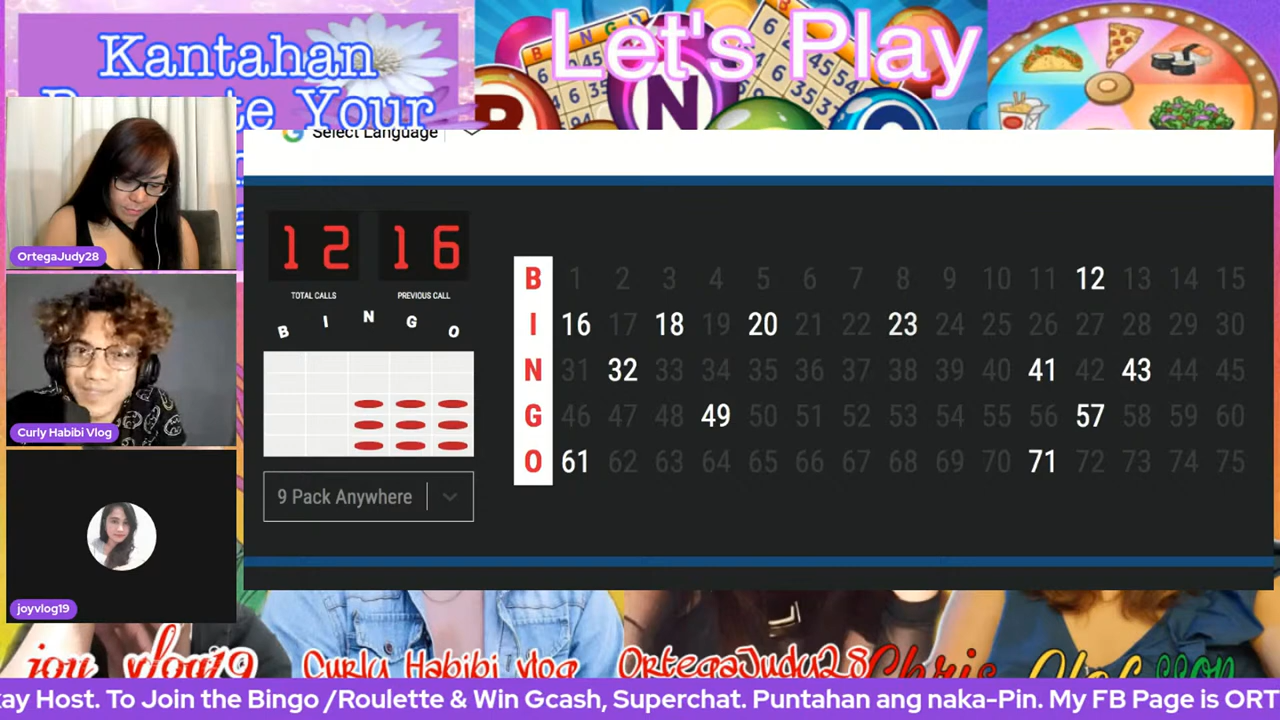 Kantahan
Let's Play
Select Language
OrtegaJudy28
Curly Habibi Vlog
joyvlog19
12 16
TOTAL CALLS PREVIOUS CALL
B I N G O
9 Pack Anywhere
B 1 2 3 4 5 6 7 8 9 10 11 12 13 14 15
I 16 17 18 19 20 21 22 23 24 25 26 27 28 29 30
N 31 32 33 34 35 36 37 38 39 40 41 42 43 44 45
G 46 47 48 49 50 51 52 53 54 55 56 57 58 59 60
O 61 62 63 64 65 66 67 68 69 70 71 72 73 74 75
joy vlog19 Curly Habibi vlog OrtegaJudy28 Chris
kay Host. To Join the Bingo /Roulette & Win Gcash, Superchat. Puntahan ang naka-Pin. My FB Page is ORT